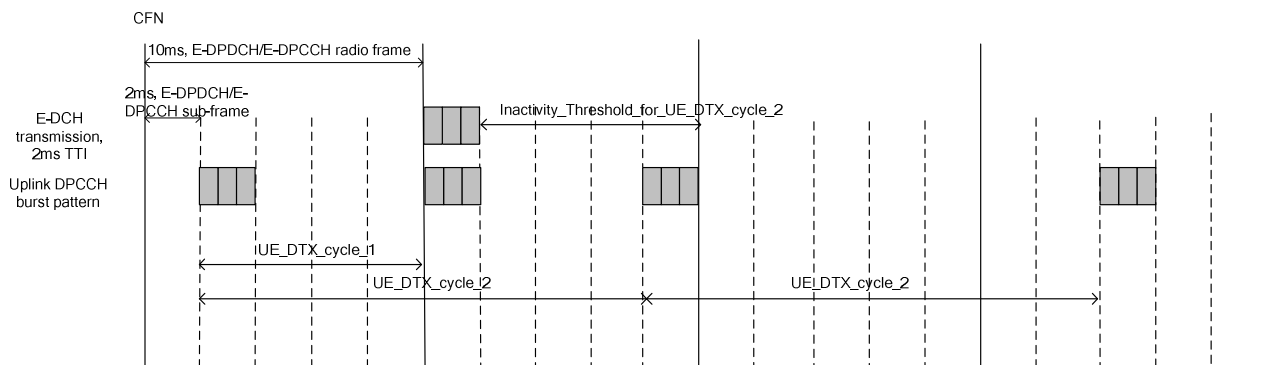 CFN
10ms, E-DPDCH/E-DPCCH radio frame
2ms, E-DPDCH/E-
DPCCH sub-frame
Inactivity_Threshold_for_UE_DTX_cycle_2
E-DCH
transmission,
2ms TTI
Uplink DPCCH
burst pattern
UE_DTX_cycle_1
UE_DTX_cycle_2
UE_DTX_cycle_2